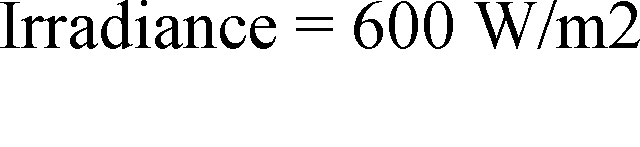 Irradiance = 600 W/m2